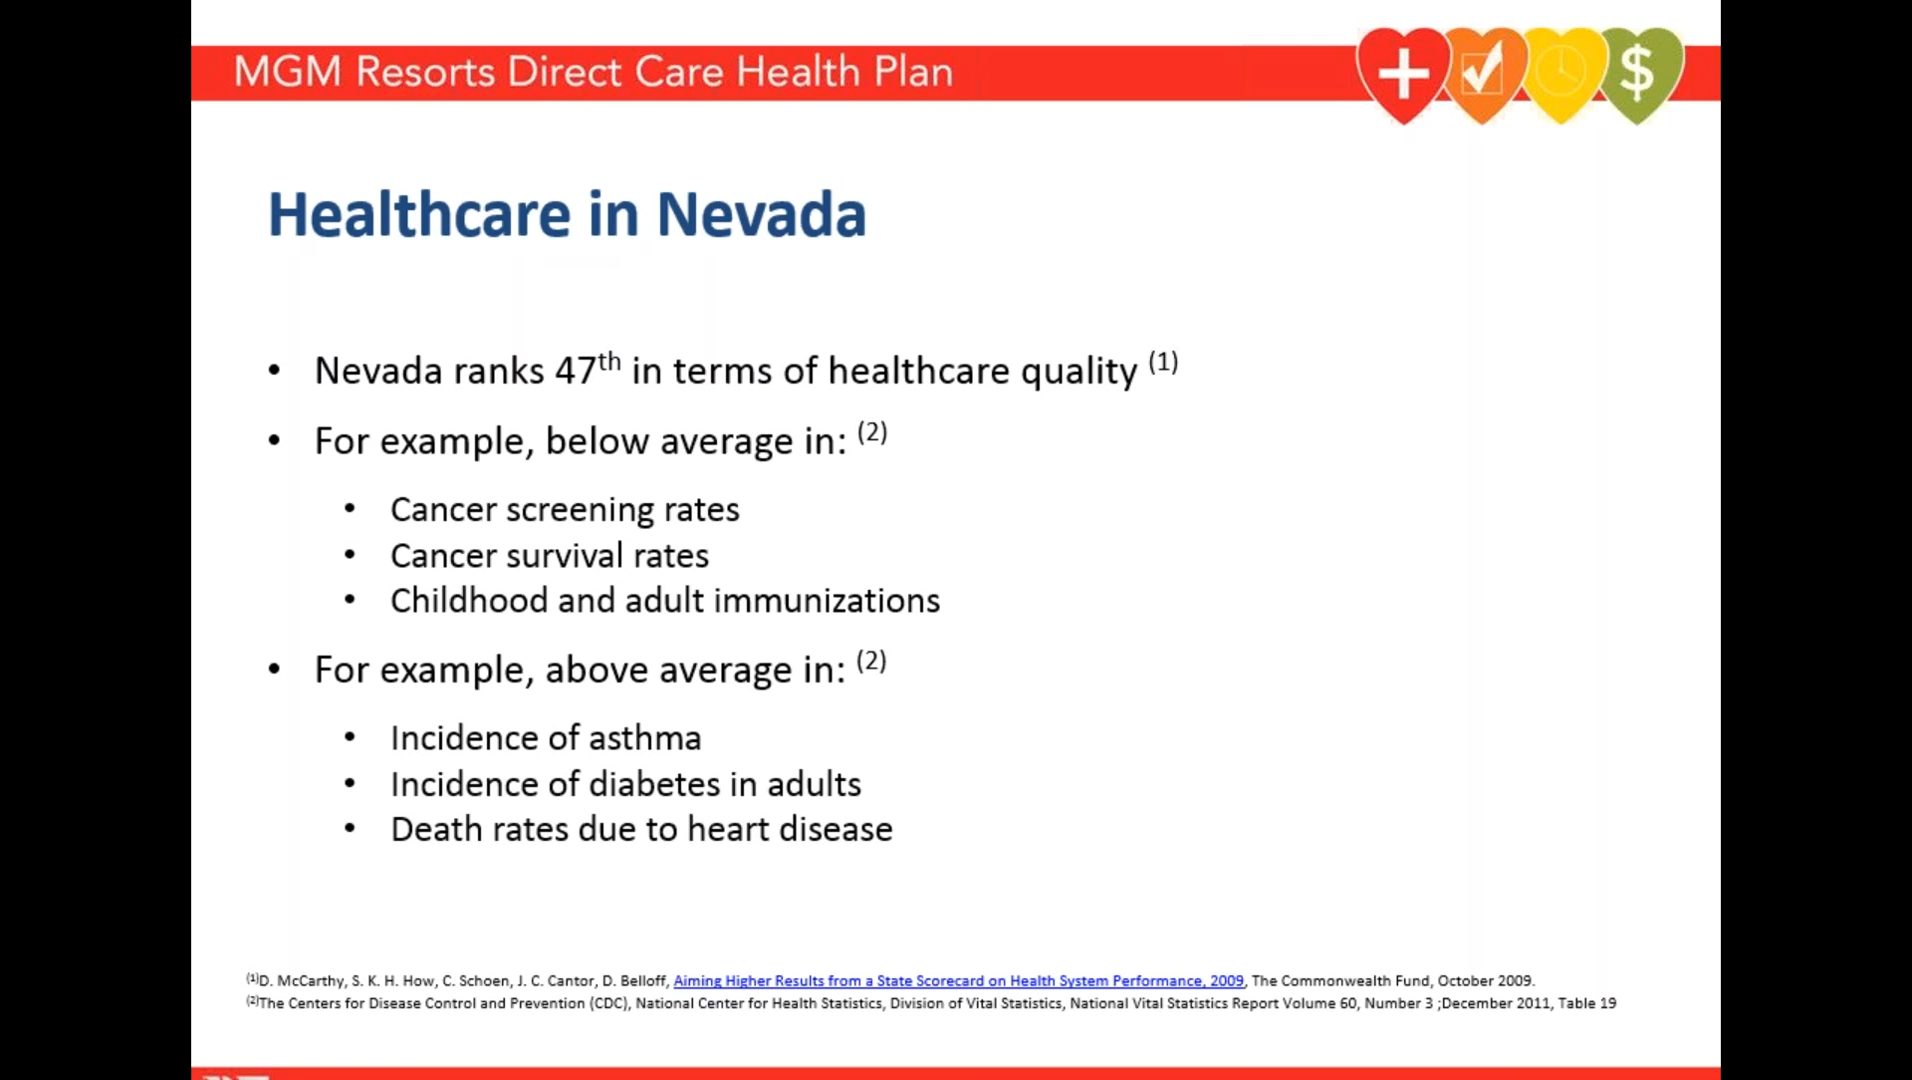 MGM Resorts Direct Care Health Plan
$
Healthcare in Nevada
• Nevada ranks 47th in terms of healthcare quality (1)
• For example, below average in: (2)
• Cancer screening rates
• Cancer survival rates
• Childhood and adult immunizations
• For example, above average in: (2)
• Incidence of asthma
• Incidence of diabetes in adults
• Death rates due to heart disease
(1)D. McCarthy, S. K. H. How, C. Schoen, J. C. Cantor, D. Belloff, Aiming Higher Results from a State Scorecard on Health System Performance, 2009, The Commonwealth Fund, October 2009.
(2)The Centers for Disease Control and Prevention (CDC), National Center for Health Statistics, Division of Vital Statistics, National Vital Statistics Report Volume 60, Number 3 ;December 2011, Table 19